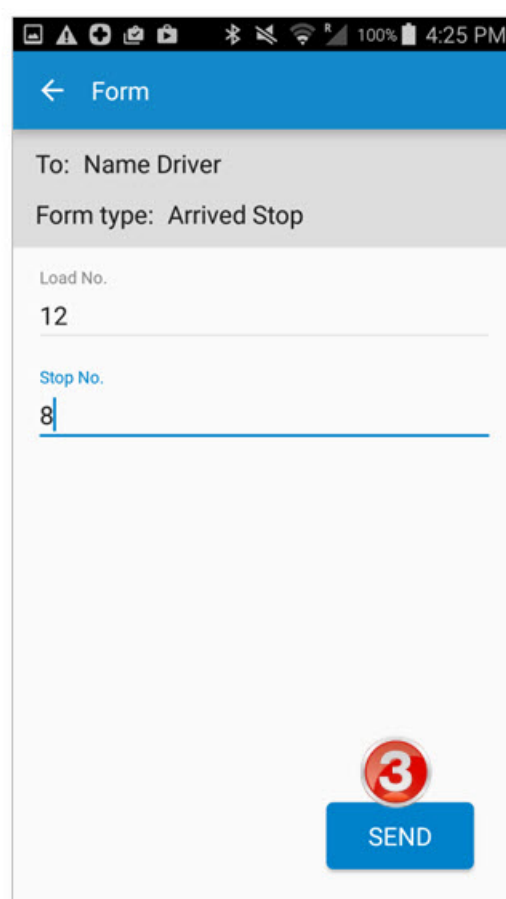 100% 4:25 PM
Form
To: Name Driver
Form type: Arrived Stop
Load No.
12
Stop No.
8
3
SEND